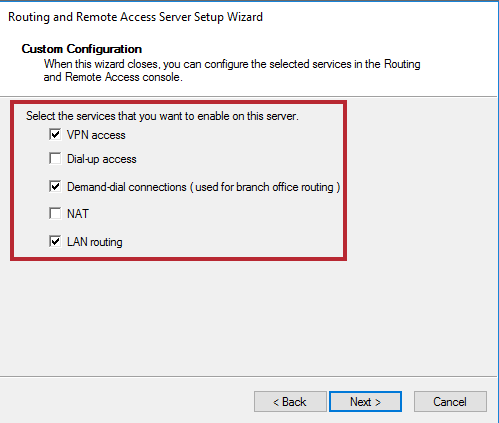 Routing and Remote Access Server Setup Wizard
Custom Configuration
When this wizard closes, you can configure the selected services in the Routing
and Remote Access console.
Select the services that you want to enable on this server.
VPN access
Dial-up access
Demand-dial connections ( used for branch office routing )
NAT
LAN routing
< Back
Next >
Cancel